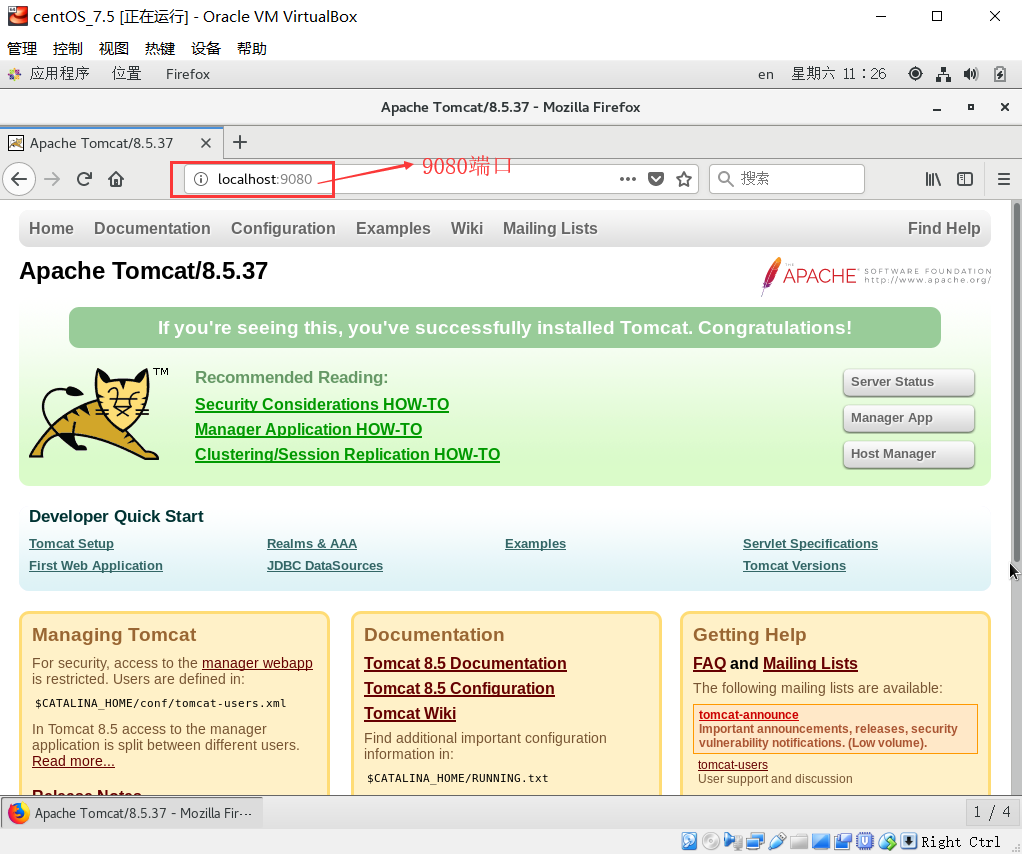 centOS_7.5 [正在运行] - Oracle VM VirtualBox
管理 控制 视图 热键 设备 帮助
应用程序 位置 Firefox en 星期六 11：26
Apache Tomcat/8.5.37 - Mozilla Firefox
Apache Tomcat/8.5.37
localhost:9080 9080端口 搜索
Home Documentation Configuration Examples Wiki Mailing Lists Find Help
Apache Tomcat/8.5.37
THE APACHE SOFTWARE FOUNDATION
http://www.apache.org/
If you're seeing this, you've successfully installed Tomcat. Congratulations!
TM
Recommended Reading:
Security Considerations HOW-TO
Manager Application HOW-TO
Clustering/Session Replication HOW-TO
Server Status
Manager App
Host Manager
Developer Quick Start
Tomcat Setup Realms & AAA Examples Servlet Specifications
First Web Application JDBC DataSources Tomcat Versions
Managing Tomcat
For security, access to the manager webapp
is restricted. Users are defined in:
$CATALINA_HOME/conf/tomcat-users.xml
In Tomcat 8.5 access to the manager
application is split between different users.
Read more...
Release Notes
Documentation
Tomcat 8.5 Documentation
Tomcat 8.5 Configuration
Tomcat Wiki
Find additional important configuration
information in:
$CATALINA_HOME/RUNNING.txt
Getting Help
FAQ and Mailing Lists
The following mailing lists are available:
tomcat-announce
Important announcements, releases, security
vulnerability notifications. (Low volume).
tomcat-users
User support and discussion
Apache Tomcat/8.5.37 - Mozilla Fir··· 1 / 4
Right Ctrl